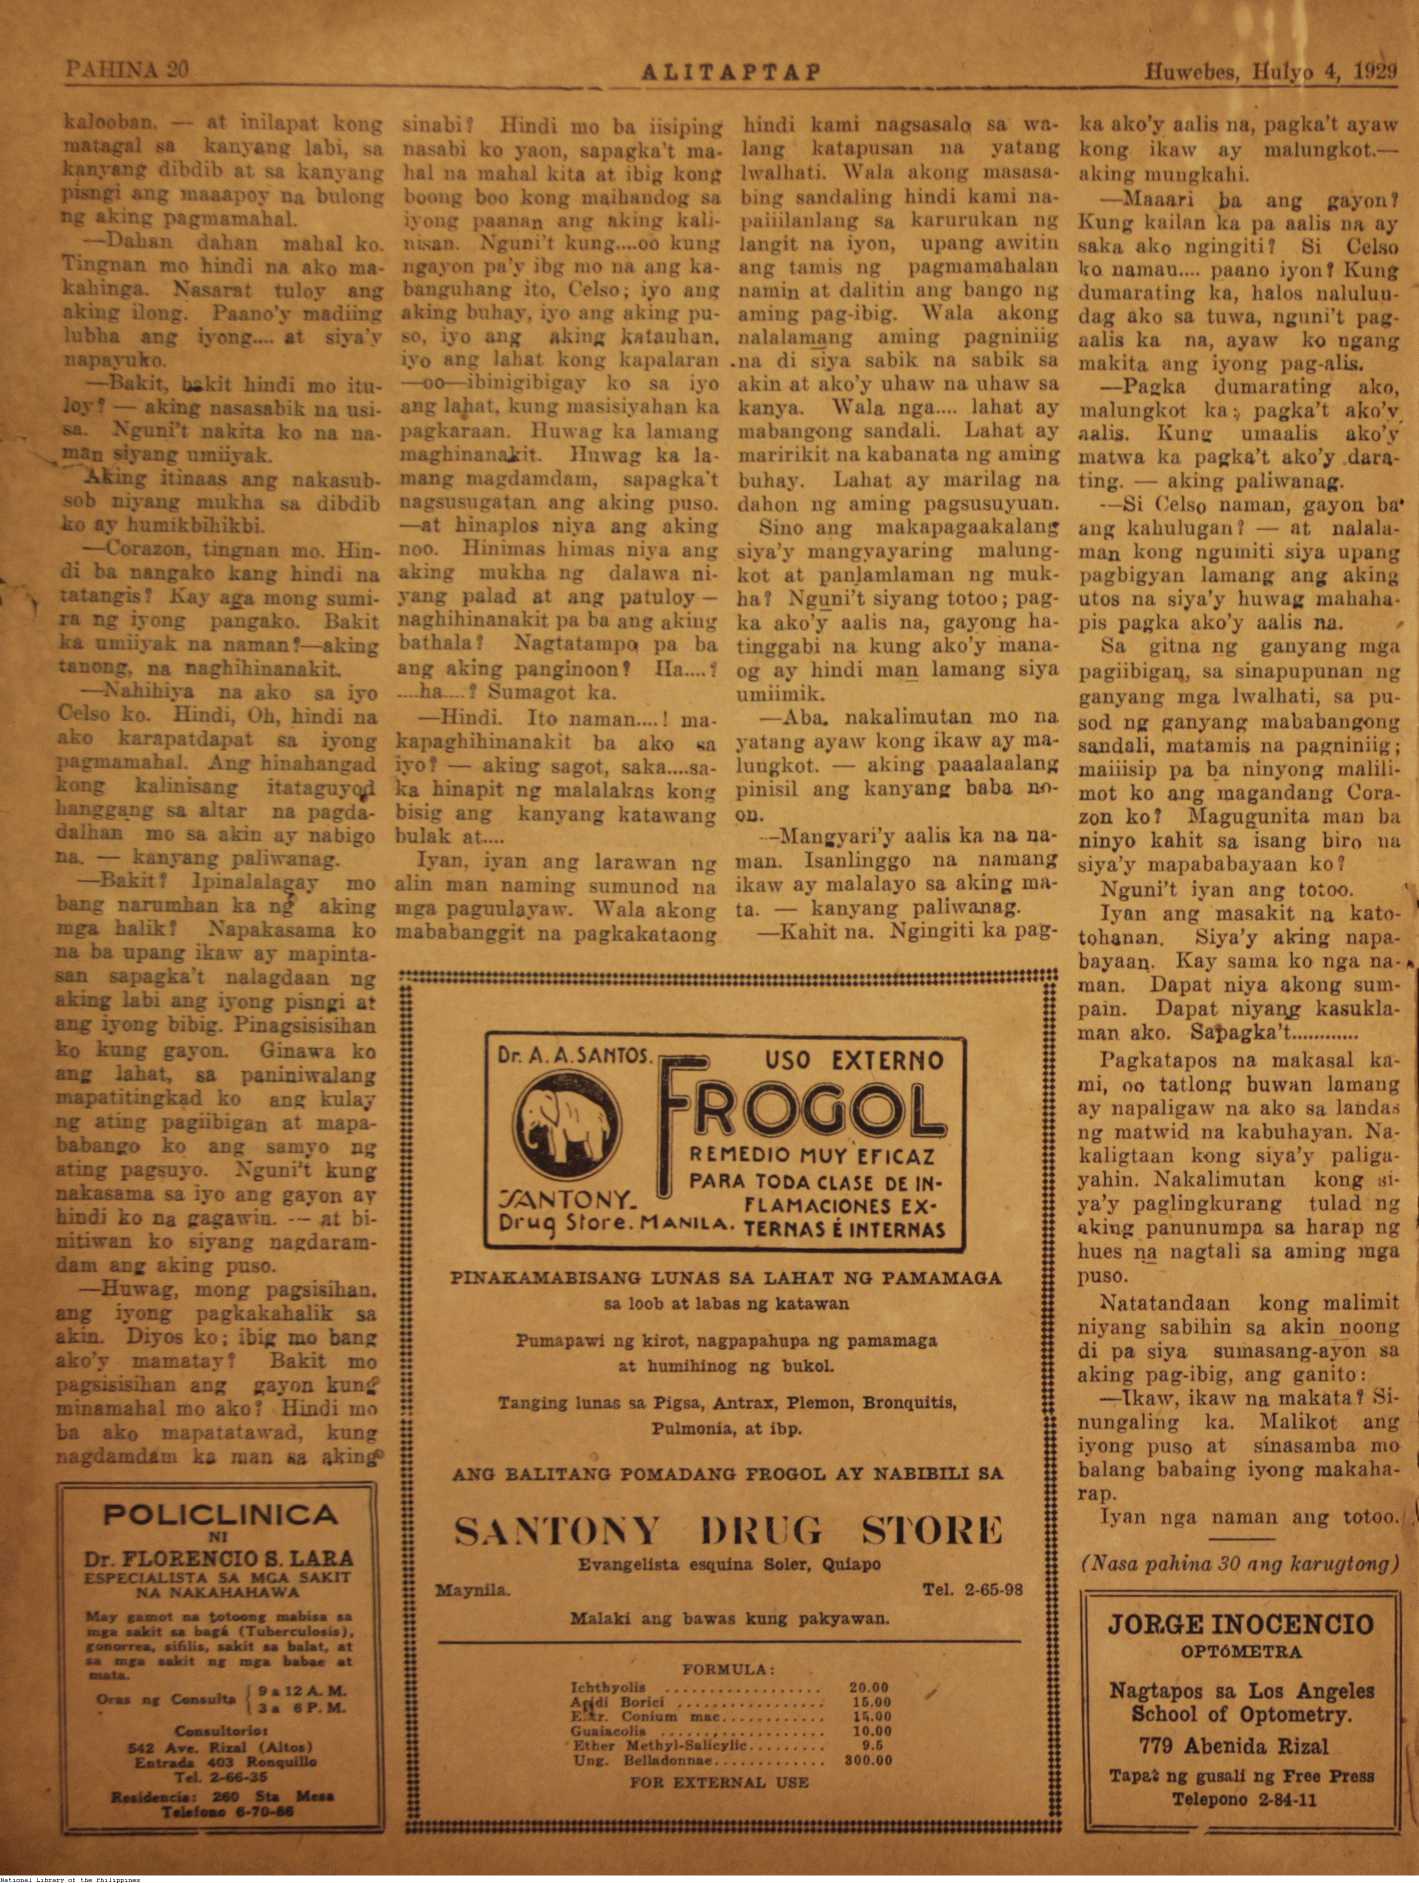 PAHINA 20
ALITAPTAP
Huwebes, Hulyo 4, 1929
kalooban. — at inilapat kong
matagal sa kanyang labi, sa
kanyang dibdib at sa kanyang
pisngi ang maaapoy na bulong
ng aking pagmamahal.
—Dahan dahan mahal ko.
Tingnan mo hindi na ako ma-
kahinga. Nasarat tuloy ang
aking ilong. Paano'y madiing
lubha ang iyong.... at siya'y
napayuko.
—Bakit, bakit hindi mo itu-
loy? — aking nasasabik na usi-
sa. Nguni't nakita ko na na-
man siyang umiiyak.
Aking itinaas ang nakasub-
sob niyang mukha sa dibdib
ko ay humikbihikbi.
—Corazon, tingnan mo. Hin-
di ba nangako kang hindi na
tatangis? Kay aga mong sumi-
ra ng iyong pangako. Bakit
ka umiiyak na naman?—aking
tanong, na naghihinanakit.
—Nahihiya na ako sa iyo
Celso ko. Hindi, Oh, hindi na
ako karapatdapat sa iyong
pagmamahal. Ang hinahangad
kong kalinisang itataguyod
hanggang sa altar na pagda-
dalhan mo sa akin ay nabigo
na. — kanyang paliwanag.
—Bakit? Ipinalalagay mo
bang narumhan ka ng aking
mga halik? Napakasama ko
na ba upang ikaw ay mapinta-
san sapagka't nalagdaan ng
aking labi ang iyong pisngi at
ang iyong bibig. Pinagsisisihan
ko kung gayon. Ginawa ko
ang lahat, sa paniniwalang
mapatitingkad ko ang kulay
ng ating pagiibigan at mapa-
babango ko ang samyo ng
ating pagsuyo. Nguni't kung
nakasama sa iyo ang gayon ay
hindi ko na gagawin. -- at bi-
nitiwan ko siyang nagdaram-
dam ang aking puso.
—Huwag, mong pagsisihan.
ang iyong pagkakahalik sa
akin. Diyos ko; ibig mo bang
ako'y mamatay? Bakit mo
pagsisisihan ang gayon kung
minamahal mo ako? Hindi mo
ba ako mapatatawad, kung
nagdamdam ka man sa aking
sinabi? Hindi mo ba iisiping
nasabi ko yaon, sapagka't ma-
hal na mahal kita at ibig kong
boong boo kong maihandog sa
iyong paanan ang aking kali-
nisan. Nguni't kung....oo kung
ngayon pa'y ibg mo na ang ka-
banguhang ito, Celso; iyo ang
aking buhay, iyo ang aking pu-
so, iyo ang aking katauhan,
iyo ang lahat kong kapalaran
—oo—ibinigibigay ko sa iyo
ang lahat, kung masisiyahan ka
pagkaraan. Huwag ka lamang
maghinanakit. Huwag ka la-
mang magdamdam, sapagka't
nagsusugatan ang aking puso.
—at hinaplos niya ang aking
noo. Hinimas himas niya ang
aking mukha ng dalawa ni-
yang palad at ang patuloy —
naghihinanakit pa ba ang aking
bathala? Nagtatampo pa ba
ang aking panginoon? Ha....?
....ha....? Sumagot ka.
—Hindi. Ito naman....! ma-
kapaghihinanakit ba ako sa
iyo? — aking sagot, saka....sa-
ka hinapit ng malalakas kong
bisig ang kanyang katawang
bulak at....
Iyan, iyan ang larawan ng
alin man naming sumunod na
mga paguulayaw. Wala akong
mababanggit na pagkakataong
hindi kami nagsasalo sa wa-
lang katapusan na yatang
lwalhati. Wala akong masasa-
bing sandaling hindi kami na-
paiiilanlang sa karurukan ng
langit na iyon, upang awitin
ang tamis ng pagmamahalan
namin at dalitin ang bango ng
aming pag-ibig. Wala akong
nalalamang aming pagniniig
na di siya sabik na sabik sa
akin at ako'y uhaw na uhaw sa
kanya. Wala nga.... lahat ay
mabangong sandali. Lahat ay
maririkit na kabanata ng aming
buhay. Lahat ay marilag na
dahon ng aming pagsusuyuan.
Sino ang makapagaakalang
siya'y mangyayaring malung-
kot at panlamlaman ng muk-
ha? Nguni't siyang totoo; pag-
ka ako'y aalis na, gayong ha-
tinggabi na kung ako'y mana-
og ay hindi man lamang siya
umiimik.
—Aba, nakalimutan mo na
yatang ayaw kong ikaw ay ma-
lungkot. — aking paaalaalang
pinisil ang kanyang baba no-
on.
—Mangyari'y aalis ka na na-
man. Isanlinggo na namang
ikaw ay malalayo sa aking ma-
ta. — kanyang paliwanag.
—Kahit na. Ngingiti ka pag-
ka ako'y aalis na, pagka't ayaw
kong ikaw ay malungkot.—
aking mungkahi.
—Maaari ba ang gayon?
Kung kailan ka pa aalis na ay
saka ako ngingiti? Si Celso
ko naman.... paano iyon? Kung
dumarating ka, halos naluluu-
dag ako sa tuwa, nguni't pag-
aalis ka na, ayaw ko ngang
makita ang iyong pag-alis.
—Pagka dumarating ako,
malungkot ka; pagka't ako'y
aalis. Kung umaalis ako'y
matwa ka pagka't ako'y dara-
ting. — aking paliwanag.
—Si Celso naman, gayon ba
ang kahulugan? — at nalala-
man kong ngumiti siya upang
pagbigyan lamang ang aking
utos na siya'y huwag mahaha-
pis pagka ako'y aalis na.
Sa gitna ng ganyang mga
pagiibigan, sa sinapupunan ng
ganyang mga lwalhati, sa pu-
sod ng ganyang mababangong
sandali, matamis na pagniniig;
maiiisip pa ba ninyong malili-
mot ko ang magandang Cora-
zon ko? Magugunita man ba
ninyo kahit sa isang biro na
siya'y mapababayaan ko?
Nguni't iyan ang totoo.
Iyan ang masakit na kato-
tohanan. Siya'y aking napa-
bayaan. Kay sama ko nga na-
man. Dapat niya akong sum-
pain. Dapat niyang kasukla-
man ako. Sapagka't............
Pagkatapos na makasal ka-
mi, oo tatlong buwan lamang
ay napaligaw na ako sa landas
ng matwid na kabuhayan. Na-
kaligtaan kong siya'y paliga-
yahin. Nakalimutan kong si-
ya'y paglingkurang tulad ng
aking panunumpa sa harap ng
hues na nagtali sa aming mga
puso.
Natatandaan kong malimit
niyang sabihin sa akin noong
di pa siya sumasang-ayon sa
aking pag-ibig, ang ganito:
—Ikaw, ikaw na makata? Si-
nungaling ka. Malikot ang
iyong puso at sinasamba mo
balang babaing iyong makaha-
rap.
Iyan nga naman ang totoo.
(Nasa pahina 30 ang karugtong)
POLICLINICA
NI
Dr. FLORENCIO S. LARA
ESPECIALISTA SA MGA SAKIT
NA NAKAHAHAWA
May gamot na totoong mabisa sa
mga sakit sa bagá (Tuberculosis),
gonorrea, sifilis, sakit sa balat, at
sa mga sakit ng mga babae at
mata.
Oras ng Consulta { 9 a 12 A. M.
3 a 6 P. M.
Consultorio:
542 Ave. Rizal (Altos)
Entrada 403 Ronquillo
Tel. 2-66-35
Residencia: 260 Sta Mesa
Telefono 6-70-66
Dr. A. A. SANTOS.
SANTONY-
Drug Store. MANILA.
USO EXTERNO
FROGOL
REMEDIO MUY EFICAZ
PARA TODA CLASE DE IN-
FLAMACIONES EX-
TERNAS É INTERNAS
PINAKAMABISANG LUNAS SA LAHAT NG PAMAMAGA
sa loob at labas ng katawan
Pumapawi ng kirot, nagpapahupa ng pamamaga
at humihinog ng bukol.
Tanging lunas sa Pigsa, Antrax, Plemon, Bronquitis,
Pulmonia, at ibp.
ANG BALITANG POMADANG FROGOL AY NABIBILI SA
SANTONY DRUG STORE
Evangelista esquina Soler, Quiapo
Maynila. Tel. 2-65-98
Malaki ang bawas kung pakyawan.
FORMULA:
Ichthyolis .................. 20.00
Acidi Borici ................. 15.00
Extr. Conium mac............ 15.00
Guaiacolis ................... 10.00
Ether Methyl-Salicylic......... 9.5
Ung. Belladonnae............. 300.00
FOR EXTERNAL USE
JORGE INOCENCIO
OPTÓMETRA
Nagtapos sa Los Angeles
School of Optometry.
779 Abenida Rizal
Tapat ng gusali ng Free Press
Telepono 2-84-11
National Library of the Philippines